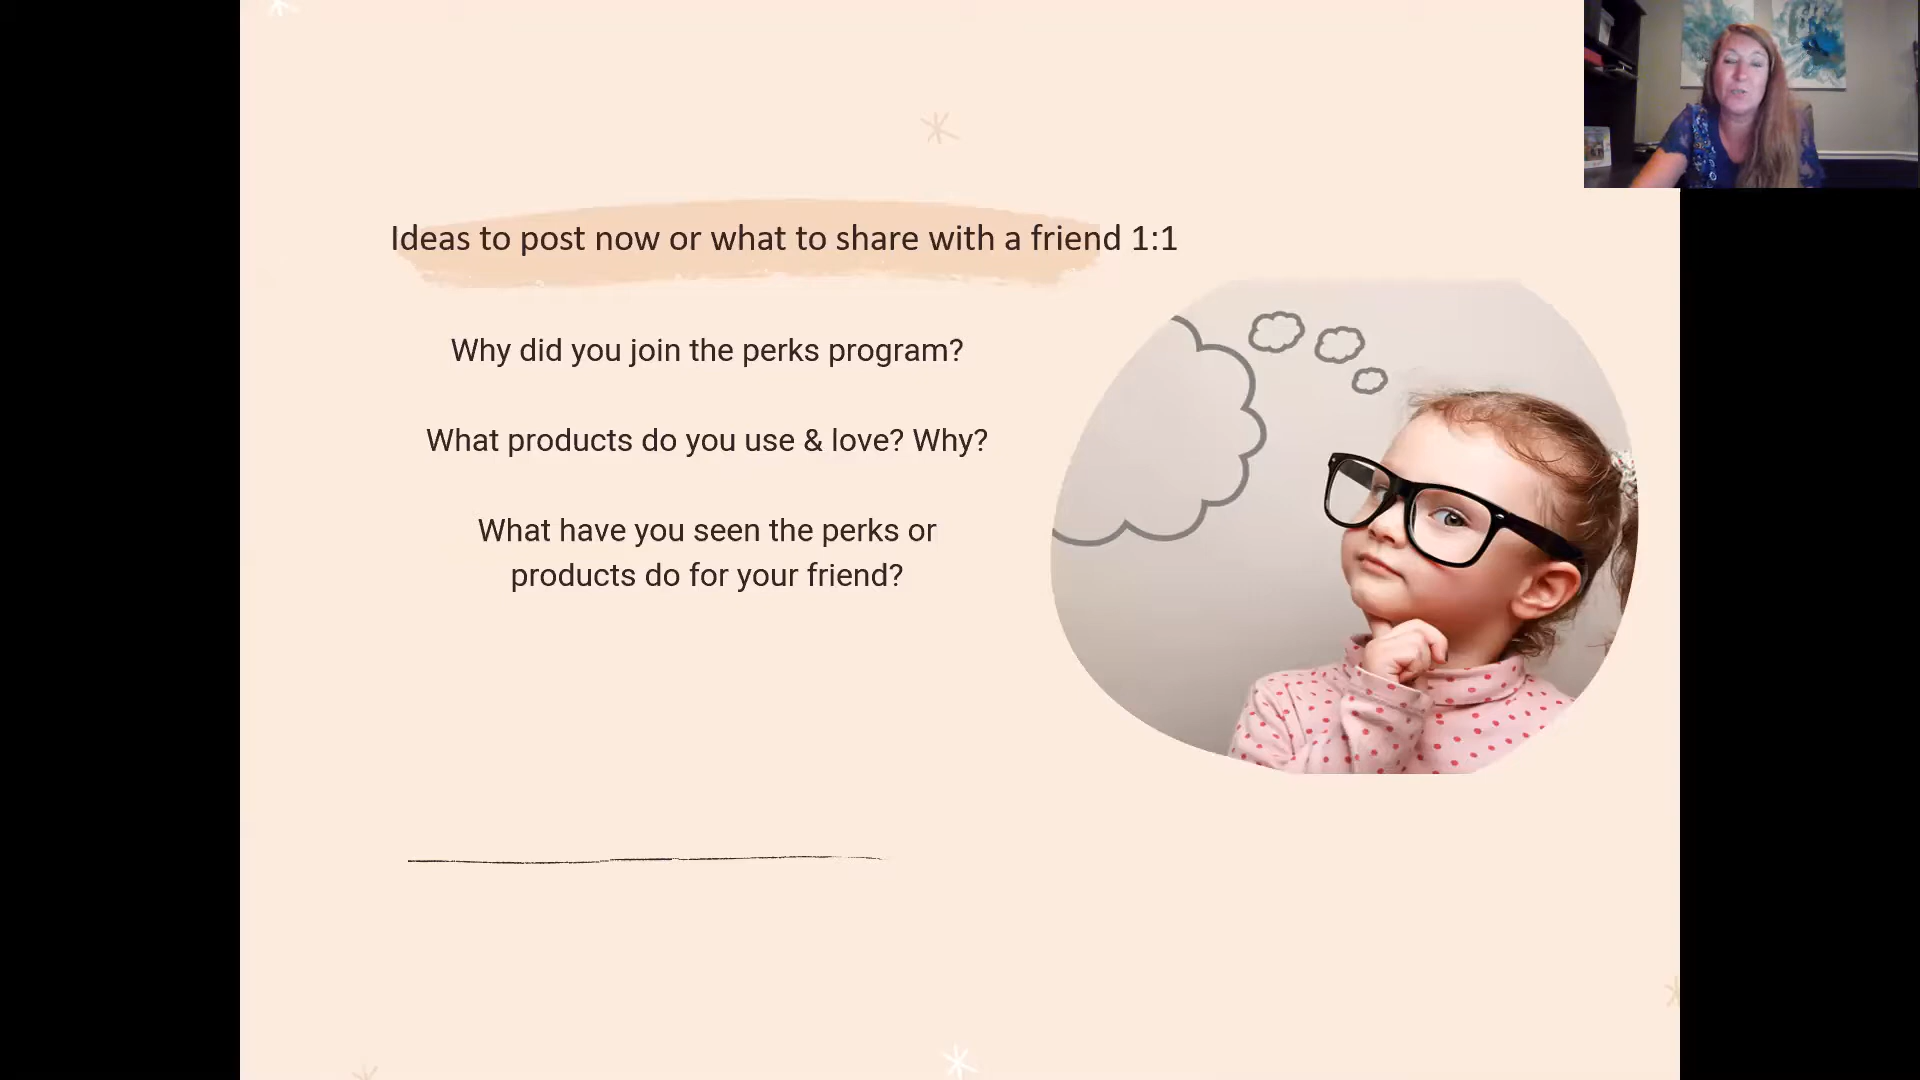 Ideas to post now or what to share with a friend 1:1
Why did you join the perks program?
What products do you use & love? Why?
What have you seen the perks or
products do for your friend?